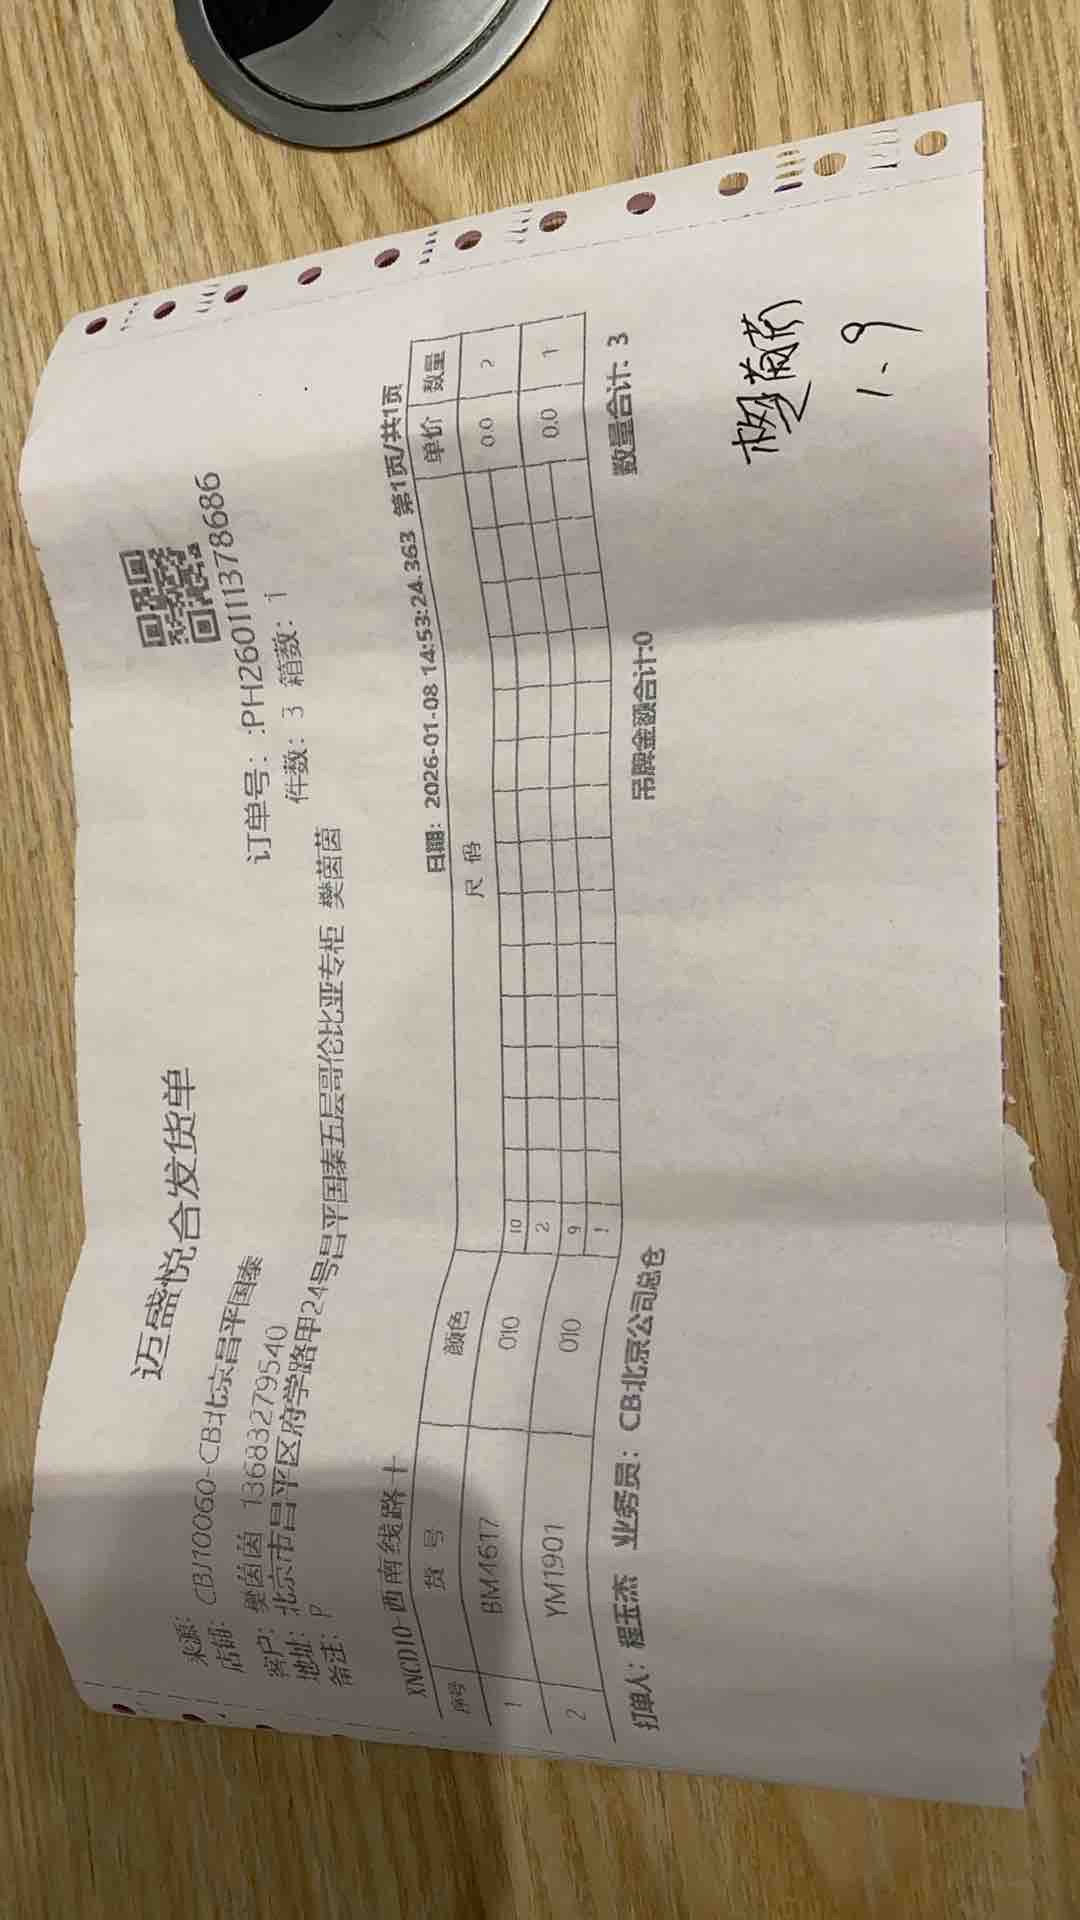 迈盛悦合发货单
来源:
订单号: :PH260111378686
店铺: CBJ10060-CB北京昌平国泰
件数: 3 箱数: 1
客户: 樊茵茵 13683279540
地址: 北京市昌平区府学路甲24号昌平国泰五层哥伦比亚专柜 樊茵茵
备注: P
XNCD10-西南线路十 日期: 2026-01-08 14:53:24.363 第1页/共1页
序号 货号 颜色 尺码 单价 数量
1 BM4617 010 10 0.0 2
2
2 YM1901 010 9 0.0 1
1
打单人: 程玉杰 业务员: CB北京公司总仓 吊牌金额合计:0 数量合计: 3
1.9